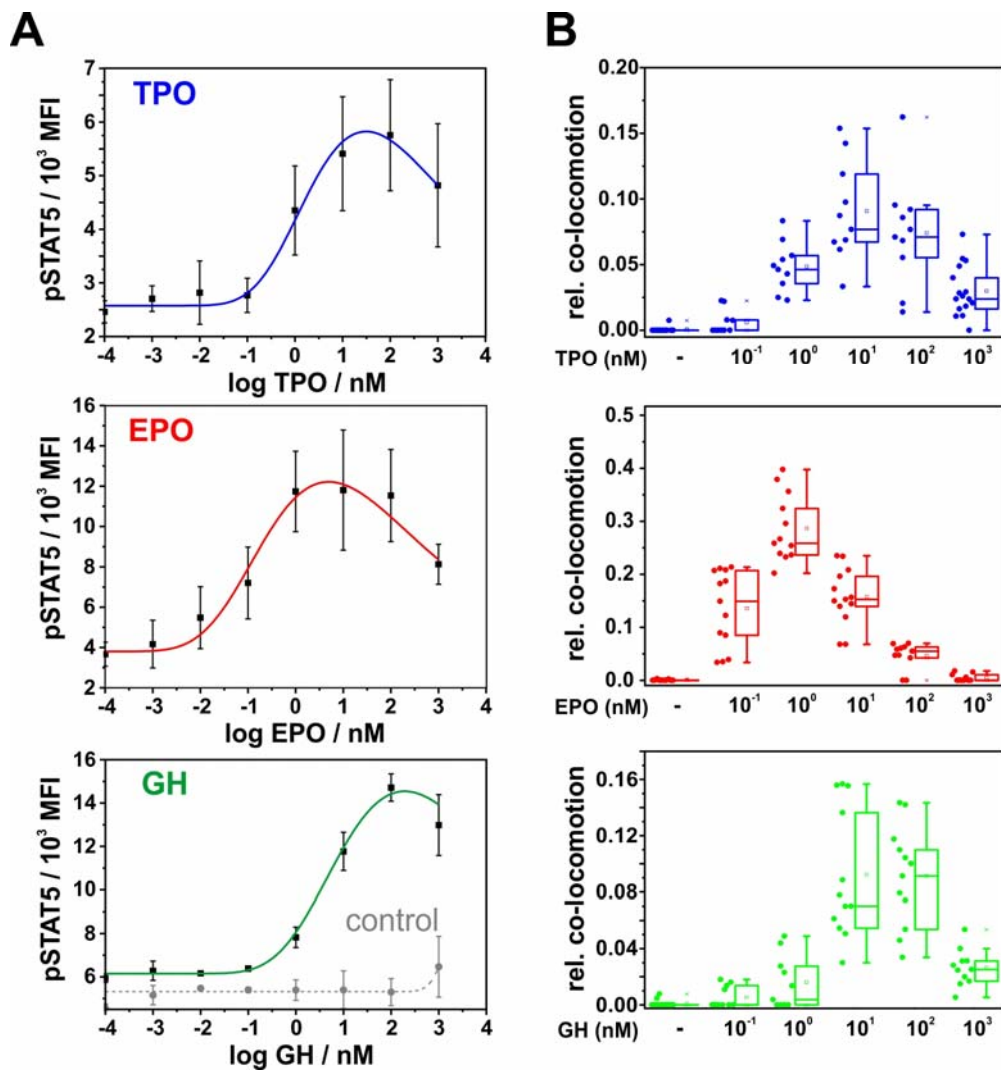 A
TPO
pSTAT5 / 10³ MFI
7
6
5
4
3
2
-4 -3 -2 -1 0 1 2 3 4
log TPO / nM
EPO
pSTAT5 / 10³ MFI
16
14
12
10
8
6
4
2
-4 -3 -2 -1 0 1 2 3 4
log EPO / nM
GH
control
pSTAT5 / 10³ MFI
16
14
12
10
8
6
-4 -3 -2 -1 0 1 2 3 4
log GH / nM
B
rel. co-locomotion
0.20
0.15
0.10
0.05
0.00
TPO (nM) - 10⁻¹ 10⁰ 10¹ 10² 10³
rel. co-locomotion
0.5
0.4
0.3
0.2
0.1
0.0
EPO (nM) - 10⁻¹ 10⁰ 10¹ 10² 10³
rel. co-locomotion
0.16
0.12
0.08
0.04
0.00
GH (nM) - 10⁻¹ 10⁰ 10¹ 10² 10³